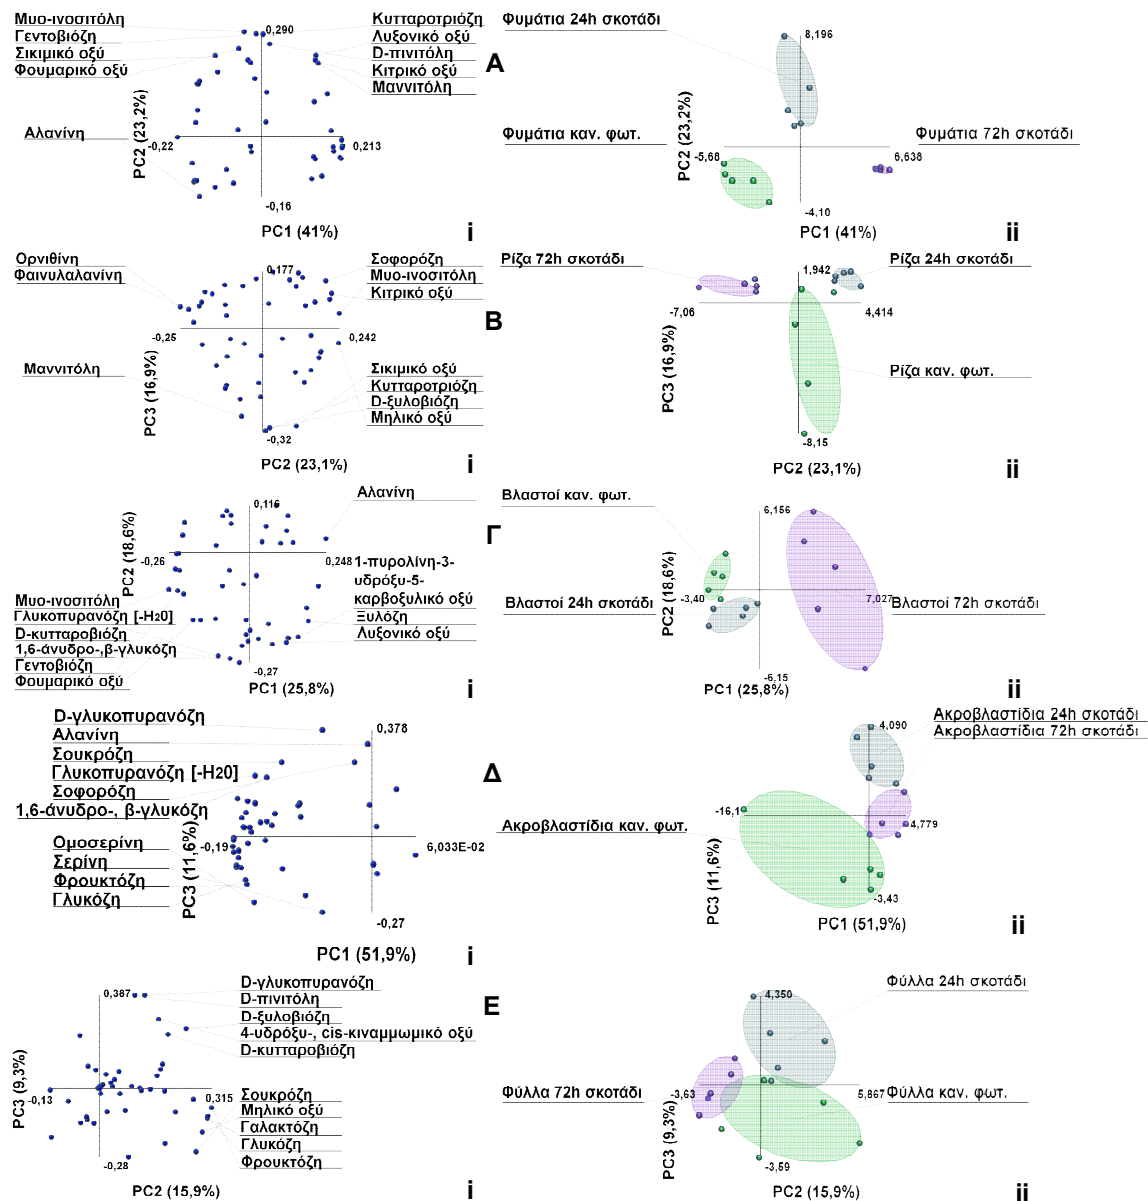 Μυο-ινοσιτόλη
Γεντοβιόζη
Σικιμικό οξύ
Φουμαρικό οξύ
Αλανίνη
0,290
Κυτταροτριόζη
Λυξονικό οξύ
D-πινιτόλη
Κιτρικό οξύ
Μαννιτόλη
-0,22
0,213
-0,16
PC2 (23,2%)
PC1 (41%)
i
Α
Φυμάτια 24h σκοτάδι
8,196
Φυμάτια καν. φωτ.
Φυμάτια 72h σκοτάδι
-5,68
6,638
-4,10
PC2 (23,2%)
PC1 (41%)
ii
Ορνιθίνη
Φαινυλαλανίνη
Μαννιτόλη
0,177
Σοφορόζη
Μυο-ινοσιτόλη
Κιτρικό οξύ
-0,25
0,242
Σικιμικό οξύ
Κυτταροτριόζη
D-ξυλοβιόζη
Μηλικό οξύ
-0,32
PC3 (16,9%)
PC2 (23,1%)
i
Β
Ρίζα 72h σκοτάδι
1,942
Ρίζα 24h σκοτάδι
-7,06
4,414
Ρίζα καν. φωτ.
-8,15
PC3 (16,9%)
PC2 (23,1%)
ii
0,116
Αλανίνη
-0,26
0,248
1-πυρολίνη-3-
υδρόξυ-5-
καρβοξυλικό οξύ
Ξυλόζη
Λυξονικό οξύ
Μυο-ινοσιτόλη
Γλυκοπυρανόζη [-H20]
D-κυτταροβιόζη
1,6-άνυδρο-,β-γλυκόζη
Γεντοβιόζη
Φουμαρικό οξύ
-0,27
PC2 (18,6%)
PC1 (25,8%)
i
Γ
Βλαστοί καν. φωτ.
6,156
Βλαστοί 24h σκοτάδι
-3,40
7,027
Βλαστοί 72h σκοτάδι
-6,15
PC2 (18,6%)
PC1 (25,8%)
ii
D-γλυκοπυρανόζη
Αλανίνη
Σουκρόζη
Γλυκοπυρανόζη [-H20]
Σοφορόζη
1,6-άνυδρο-, β-γλυκόζη
Ομοσερίνη
Σερίνη
Φρουκτόζη
Γλυκόζη
0,378
-0,19
6,033E-02
-0,27
PC3 (11,6%)
PC1 (51,9%)
i
Δ
Ακροβλαστίδια 24h σκοτάδι
Ακροβλαστίδια 72h σκοτάδι
4,090
-16,1
Ακροβλαστίδια καν. φωτ.
4,779
-3,43
PC3 (11,6%)
PC1 (51,9%)
ii
0,367
D-γλυκοπυρανόζη
D-πινιτόλη
D-ξυλοβιόζη
4-υδρόξυ-, cis-κιναμμωμικό οξύ
D-κυτταροβιόζη
-0,13
0,315
Σουκρόζη
Μηλικό οξύ
Γαλακτόζη
Γλυκόζη
Φρουκτόζη
-0,28
PC3 (9,3%)
PC2 (15,9%)
i
Ε
4,350
Φύλλα 24h σκοτάδι
Φύλλα 72h σκοτάδι
-3,63
5,867
Φύλλα καν. φωτ.
-3,59
PC3 (9,3%)
PC2 (15,9%)
ii